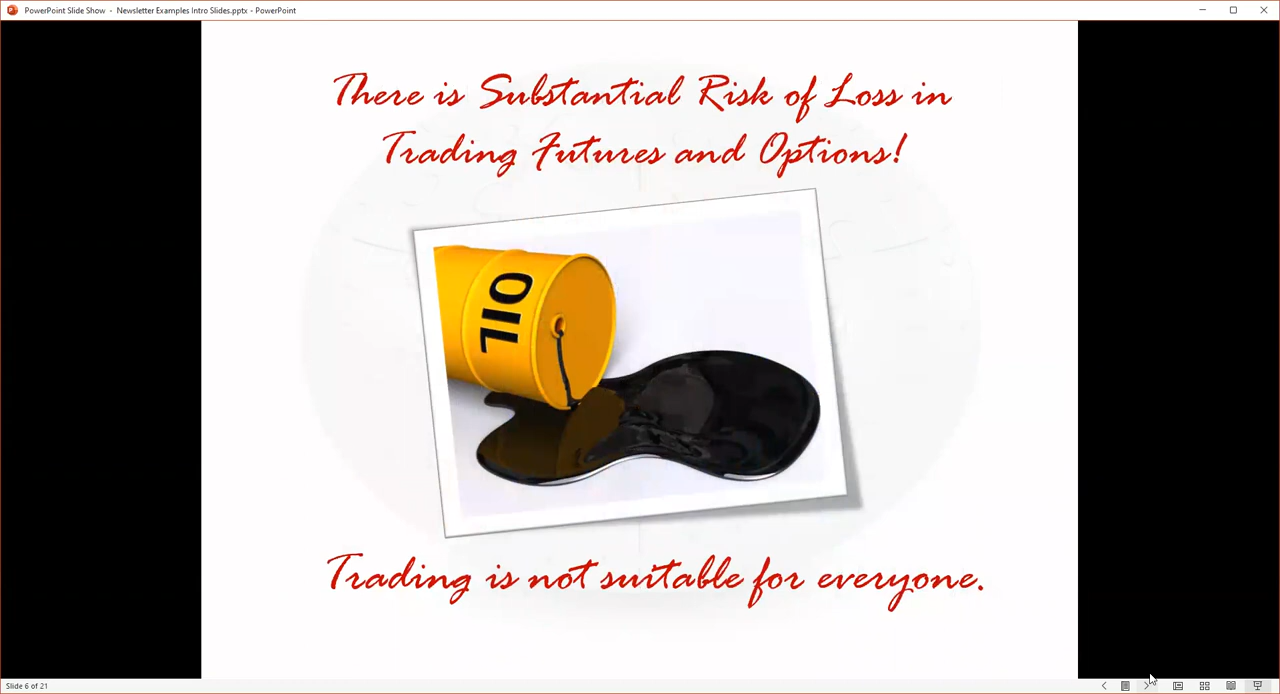 PowerPoint Slide Show - Newsletter Examples Intro Slides.pptx - PowerPoint
There is Substantial Risk of Loss in
Trading Futures and Options!
OIL
Trading is not suitable for everyone.
Slide 6 of 21